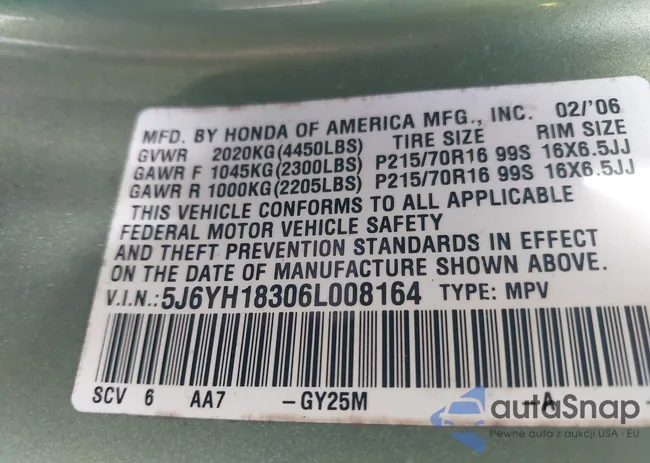 MFD. BY HONDA OF AMERICA MFG., INC. 02/'06
GVWR 2020KG(4450LBS) TIRE SIZE RIM SIZE
GAWR F 1045KG(2300LBS) P215/70R16 99S 16X6.5JJ
GAWR R 1000KG(2205LBS) P215/70R16 99S 16X6.5JJ
THIS VEHICLE CONFORMS TO ALL APPLICABLE
FEDERAL MOTOR VEHICLE SAFETY
AND THEFT PREVENTION STANDARDS IN EFFECT
ON THE DATE OF MANUFACTURE SHOWN ABOVE.
V.I.N.: 5J6YH18306L008164 TYPE: MPV
SCV 6 AA7 -GY25M -A
autoSnap
Pewne auto z aukcji USA i EU